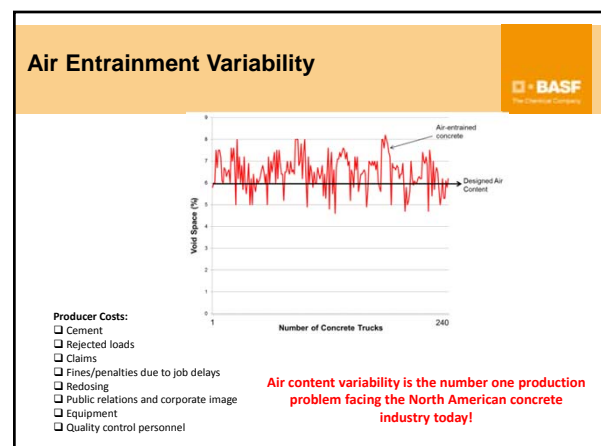 Air Entrainment Variability
BASF
The Chemical Company
9
8
7
6
5
4
3
2
1
0
Void Space (%)
Air-entrained
concrete
Designed Air
Content
1
240
Number of Concrete Trucks
Producer Costs:
❑ Cement
❑ Rejected loads
❑ Claims
❑ Fines/penalties due to job delays
❑ Redosing
❑ Public relations and corporate image
❑ Equipment
❑ Quality control personnel
Air content variability is the number one production
problem facing the North American concrete
industry today!